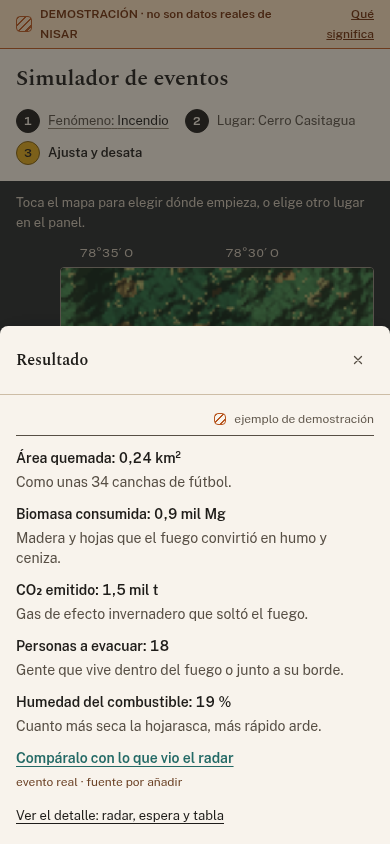 DEMOSTRACIÓN · no son datos reales de NISAR
Qué significa
Simulador de eventos
1 Fenómeno: Incendio 2 Lugar: Cerro Casitagua
3 Ajusta y desata
Toca el mapa para elegir dónde empieza, o elige otro lugar
en el panel.
78°35′ O 78°30′ O
Resultado ×
ejemplo de demostración
Área quemada: 0,24 km²
Como unas 34 canchas de fútbol.
Biomasa consumida: 0,9 mil Mg
Madera y hojas que el fuego convirtió en humo y
ceniza.
CO₂ emitido: 1,5 mil t
Gas de efecto invernadero que soltó el fuego.
Personas a evacuar: 18
Gente que vive dentro del fuego o junto a su borde.
Humedad del combustible: 19 %
Cuanto más seca la hojarasca, más rápido arde.
Compáralo con lo que vio el radar
evento real · fuente por añadir
Ver el detalle: radar, espera y tabla